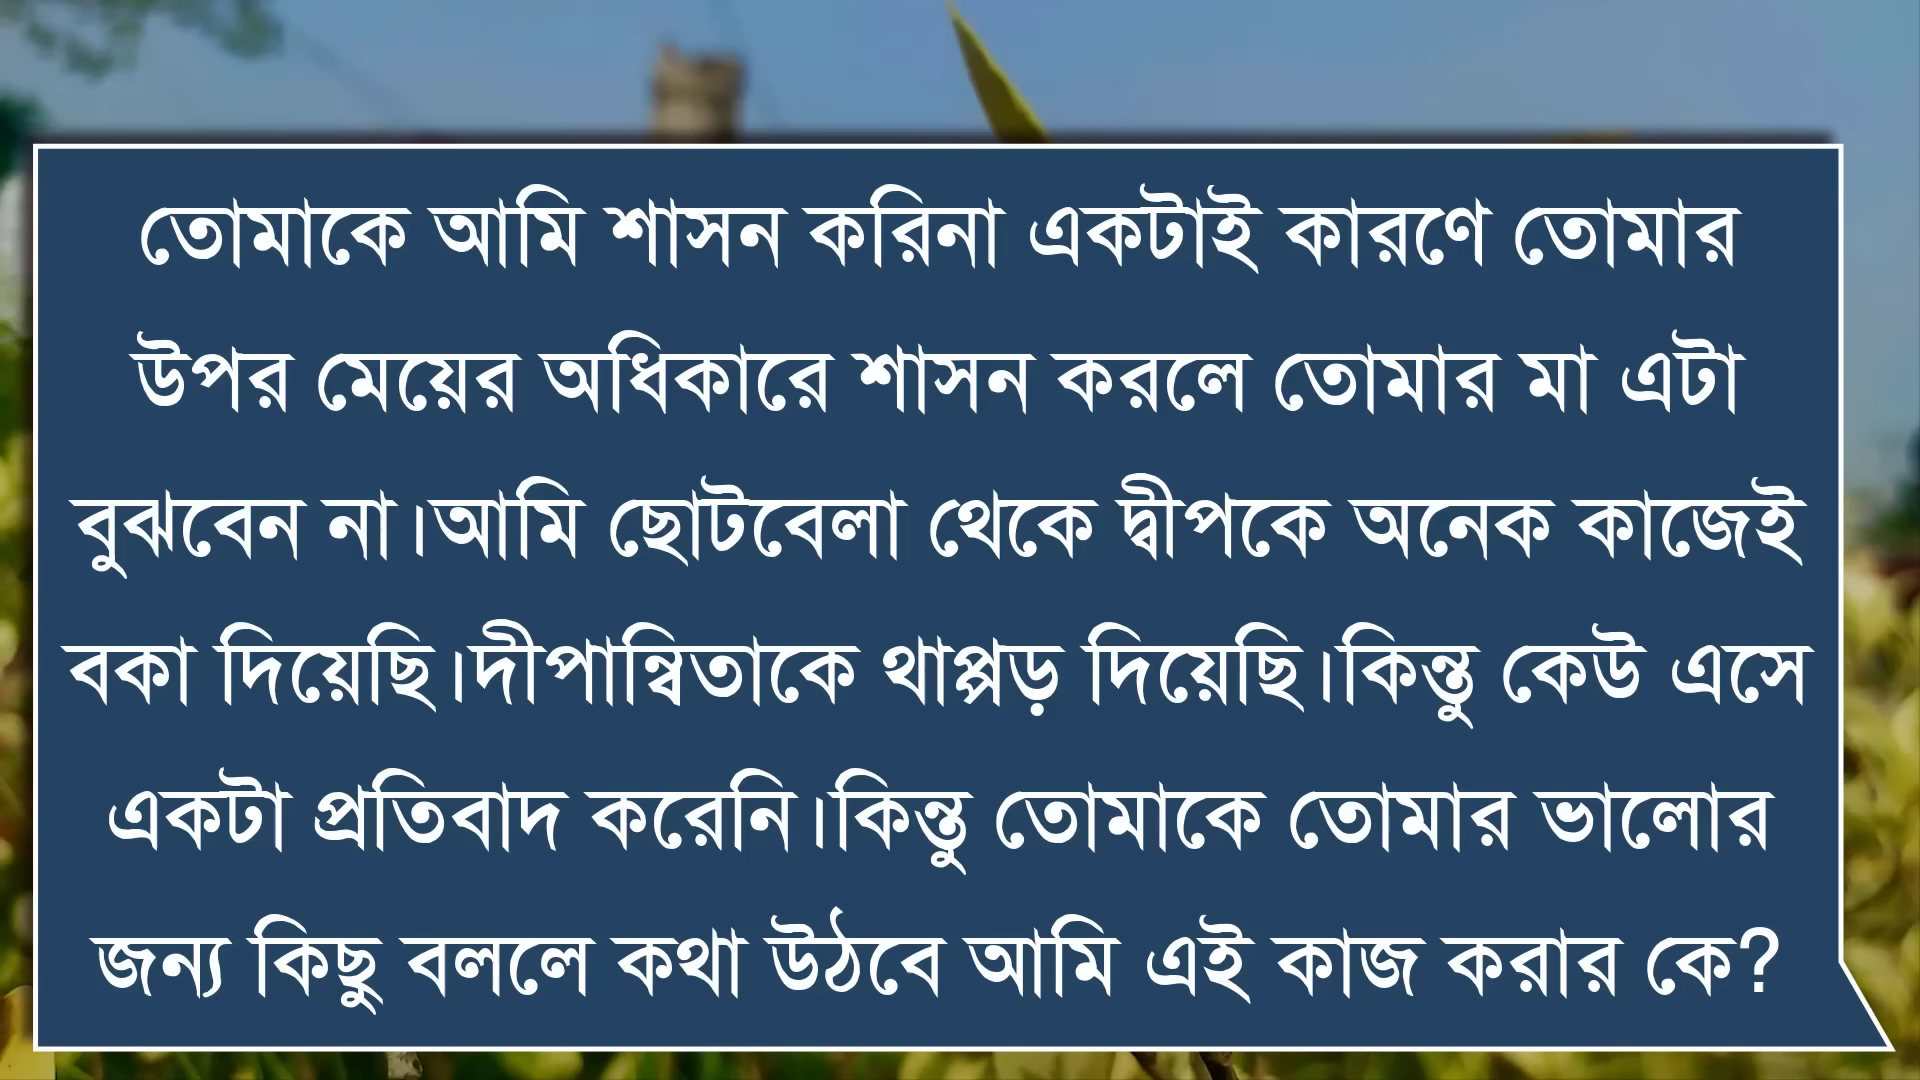 তোমাকে আমি শাসন করিনা একটাই কারণে তোমার
উপর মেয়ের অধিকারে শাসন করলে তোমার মা এটা
বুঝবেন না।আমি ছোটবেলা থেকে দ্বীপকে অনেক কাজেই
বকা দিয়েছি।দীপান্বিতাকে থাপ্পড় দিয়েছি।কিন্তু কেউ এসে
একটা প্রতিবাদ করেনি।কিন্তু তোমাকে তোমার ভালোর
জন্য কিছু বললে কথা উঠবে আমি এই কাজ করার কে?